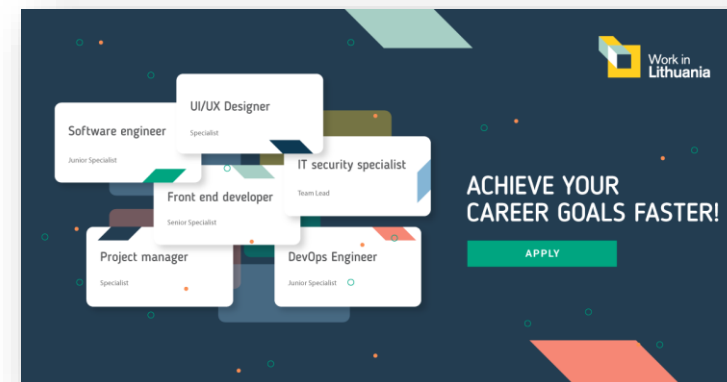 Work in
Lithuania
UI/UX Designer
Specialist
Software engineer
Junior Specialist
IT security specialist
Team Lead
Front end developer
Senior Specialist
Project manager
Specialist
DevOps Engineer
Junior Specialist
ACHIEVE YOUR
CAREER GOALS FASTER!
APPLY